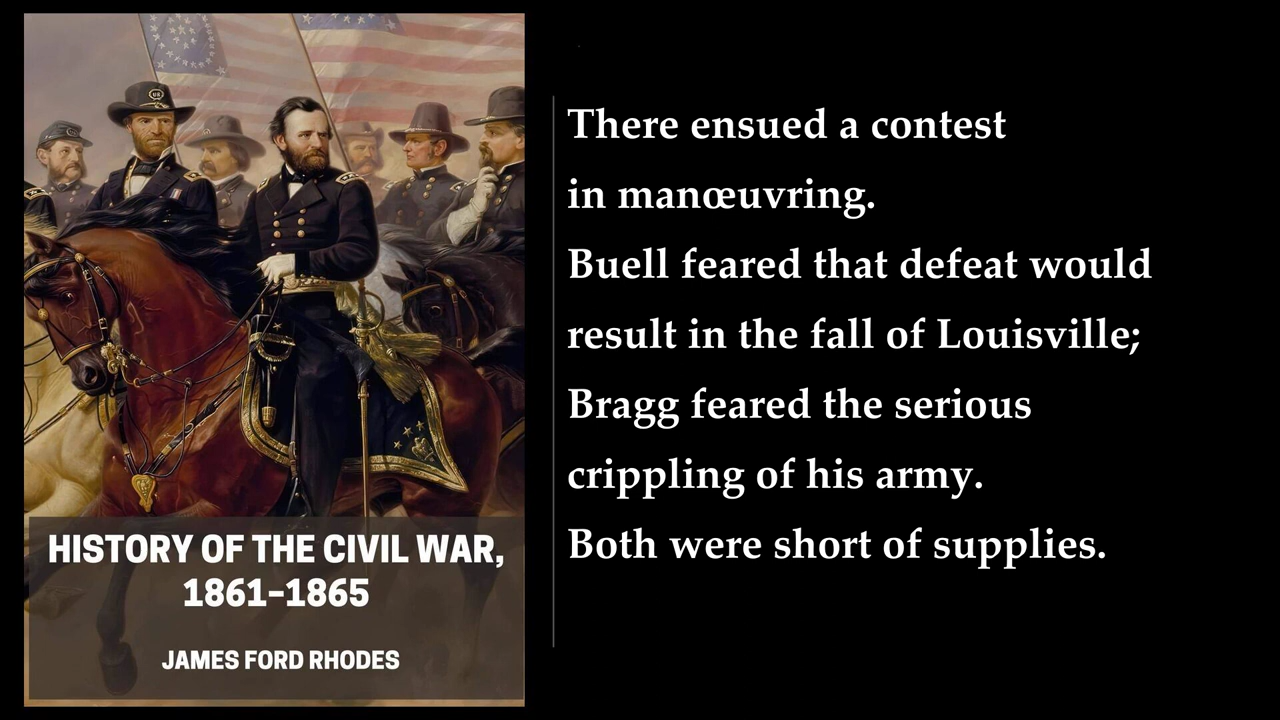 HISTORY OF THE CIVIL WAR,
1861–1865
JAMES FORD RHODES
There ensued a contest
in manœuvring.
Buell feared that defeat would
result in the fall of Louisville;
Bragg feared the serious
crippling of his army.
Both were short of supplies.